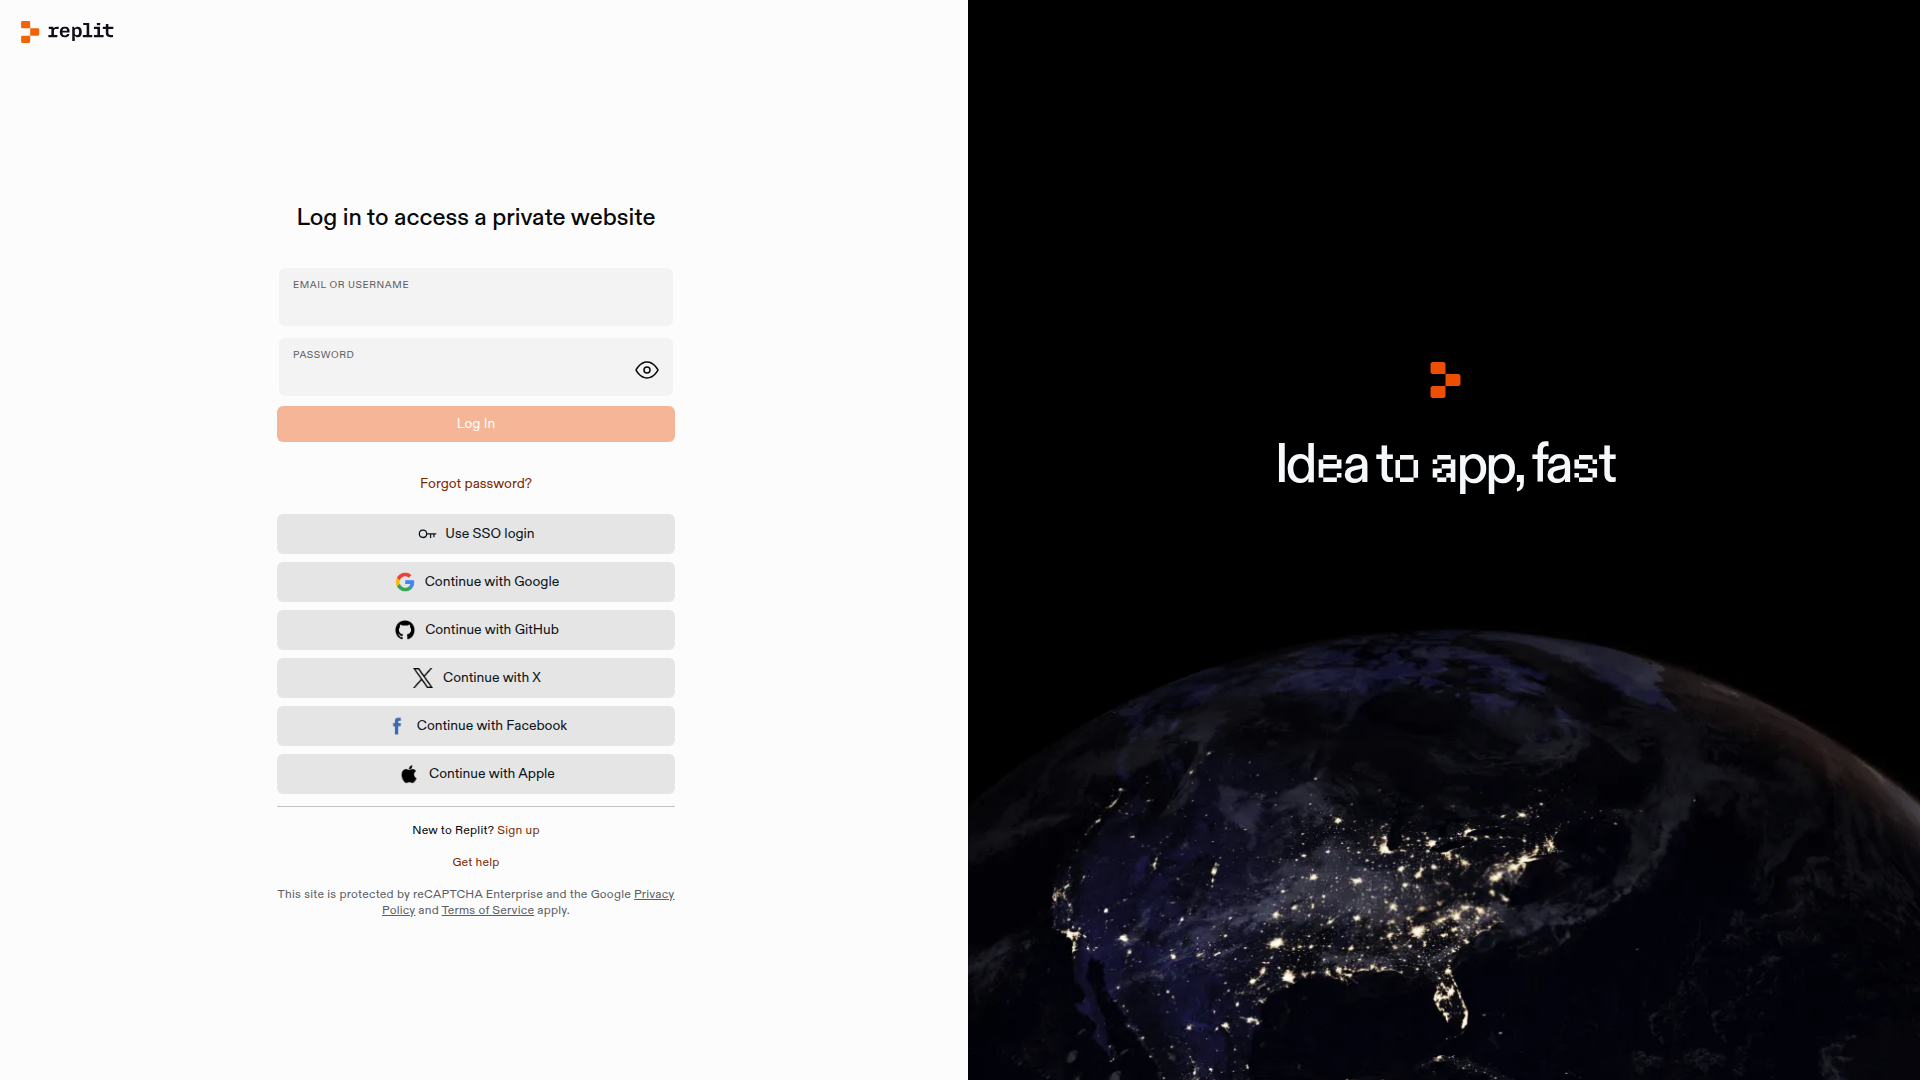 replit
Log in to access a private website
EMAIL OR USERNAME
PASSWORD
Log In
Forgot password?
Use SSO login
Continue with Google
Continue with GitHub
Continue with X
Continue with Facebook
Continue with Apple
New to Replit? Sign up
Get help
This site is protected by reCAPTCHA Enterprise and the Google Privacy
Policy and Terms of Service apply.
Idea to app, fast